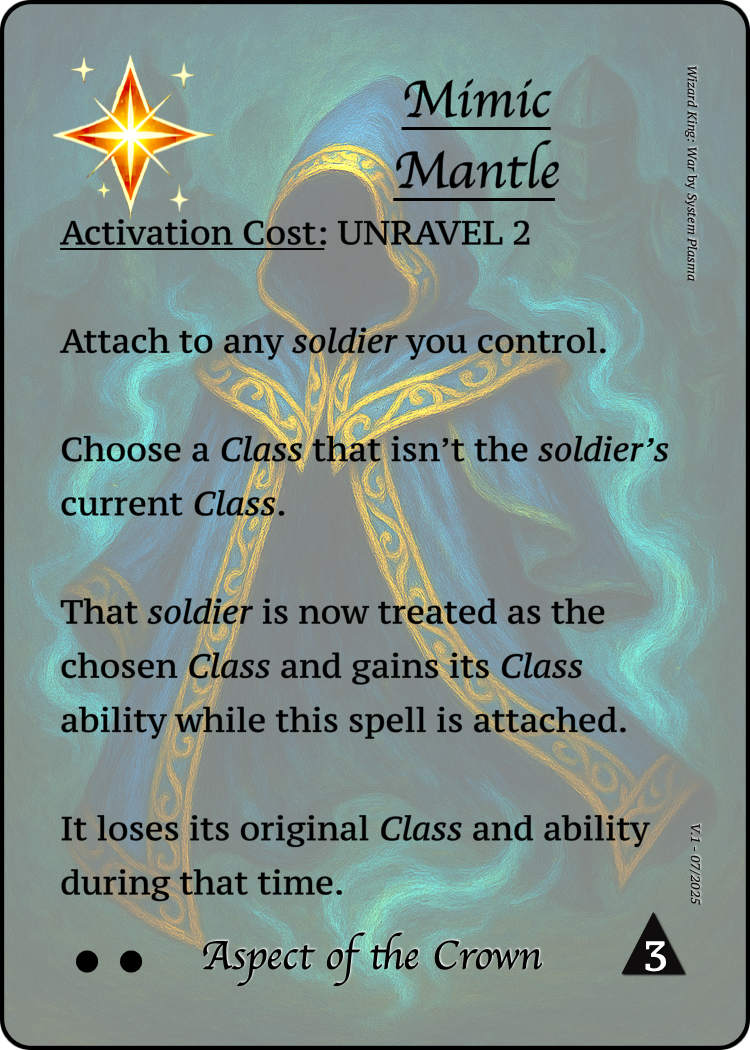 Mimic
Mantle
Wizard King: War by System Plasma
Activation Cost: UNRAVEL 2
Attach to any soldier you control.
Choose a Class that isn’t the soldier’s
current Class.
That soldier is now treated as the
chosen Class and gains its Class
ability while this spell is attached.
It loses its original Class and ability
during that time.
V.1 - 07/2025
Aspect of the Crown
3